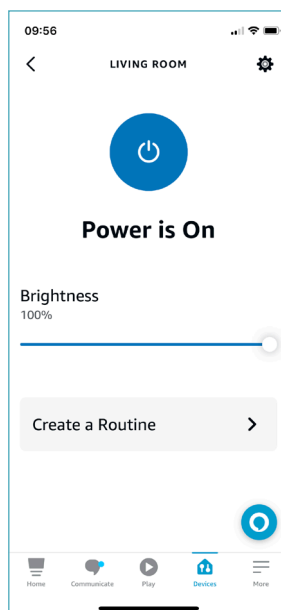 09:56
LIVING ROOM
Power is On
Brightness
100%
Create a Routine
Home Communicate Play Devices More